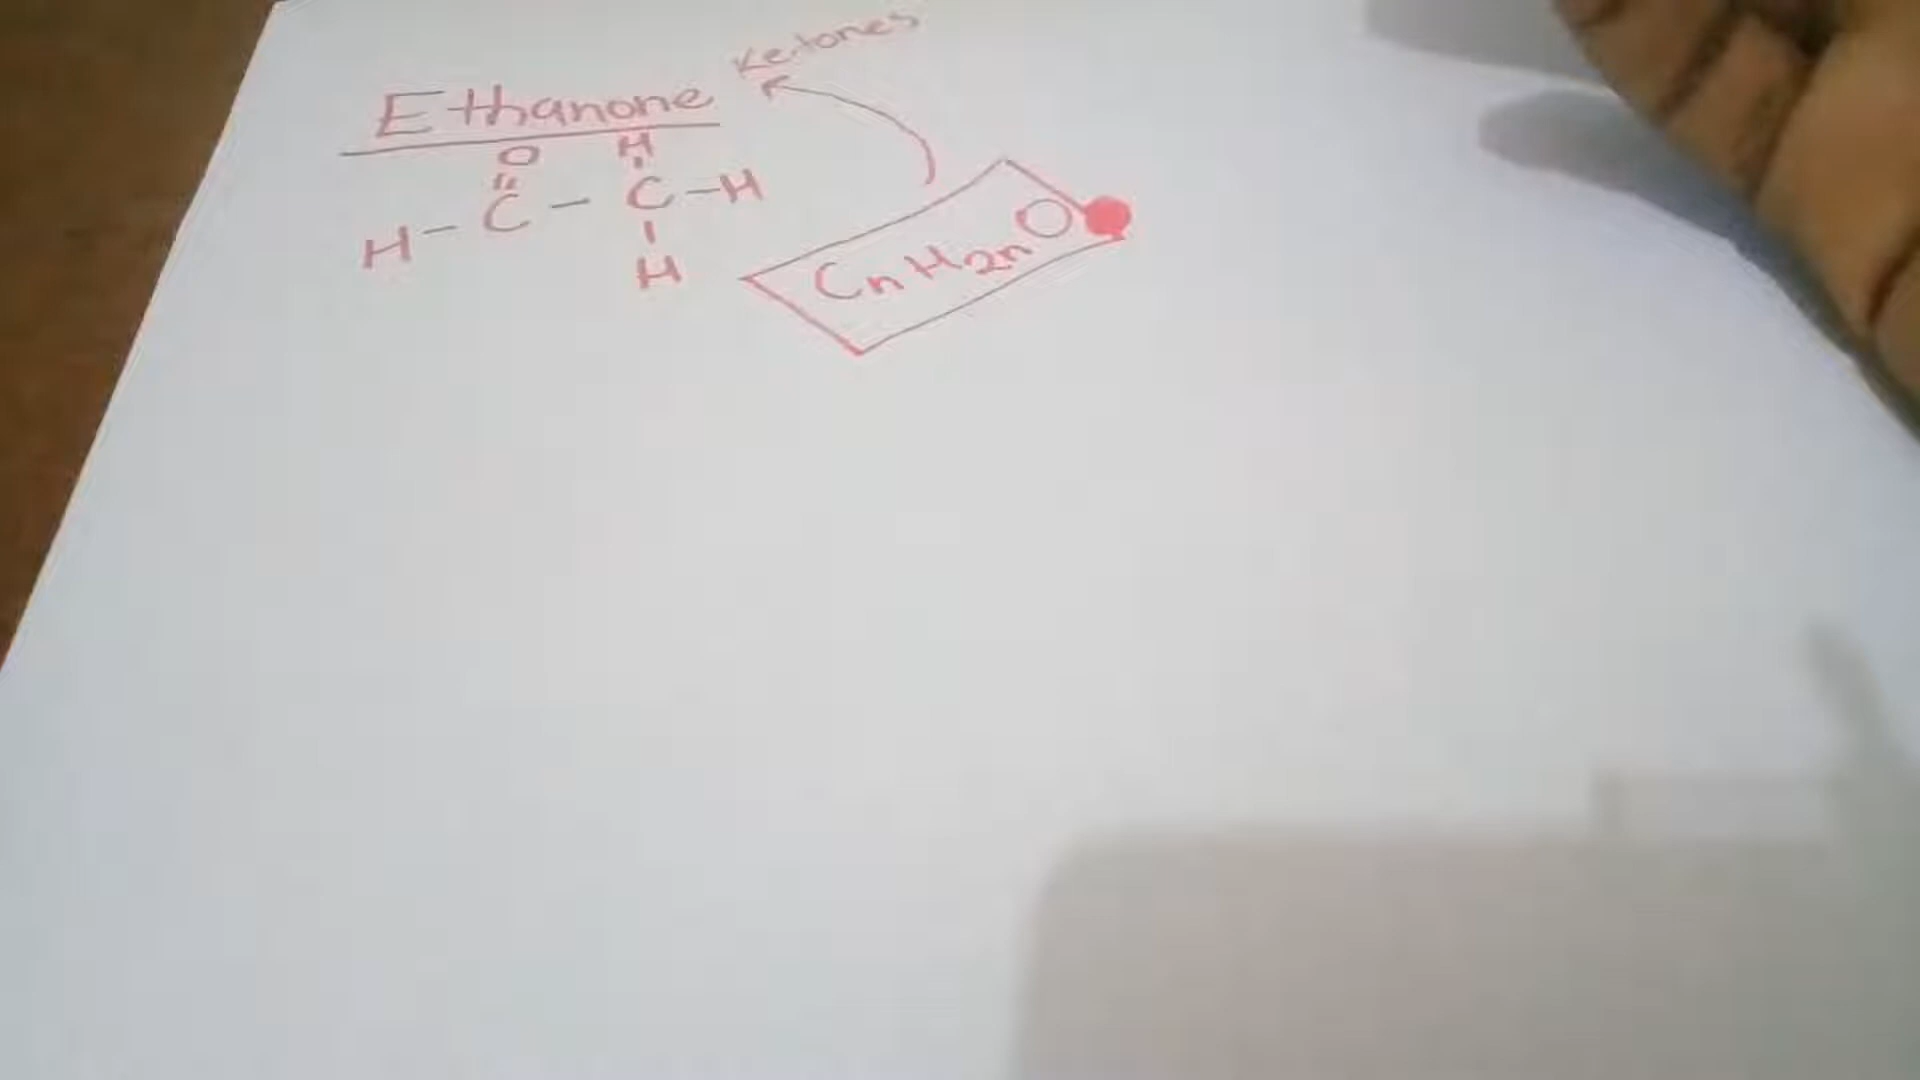 Ketones
Ethanone
O H
H-C-C-H
H
CnH2nO